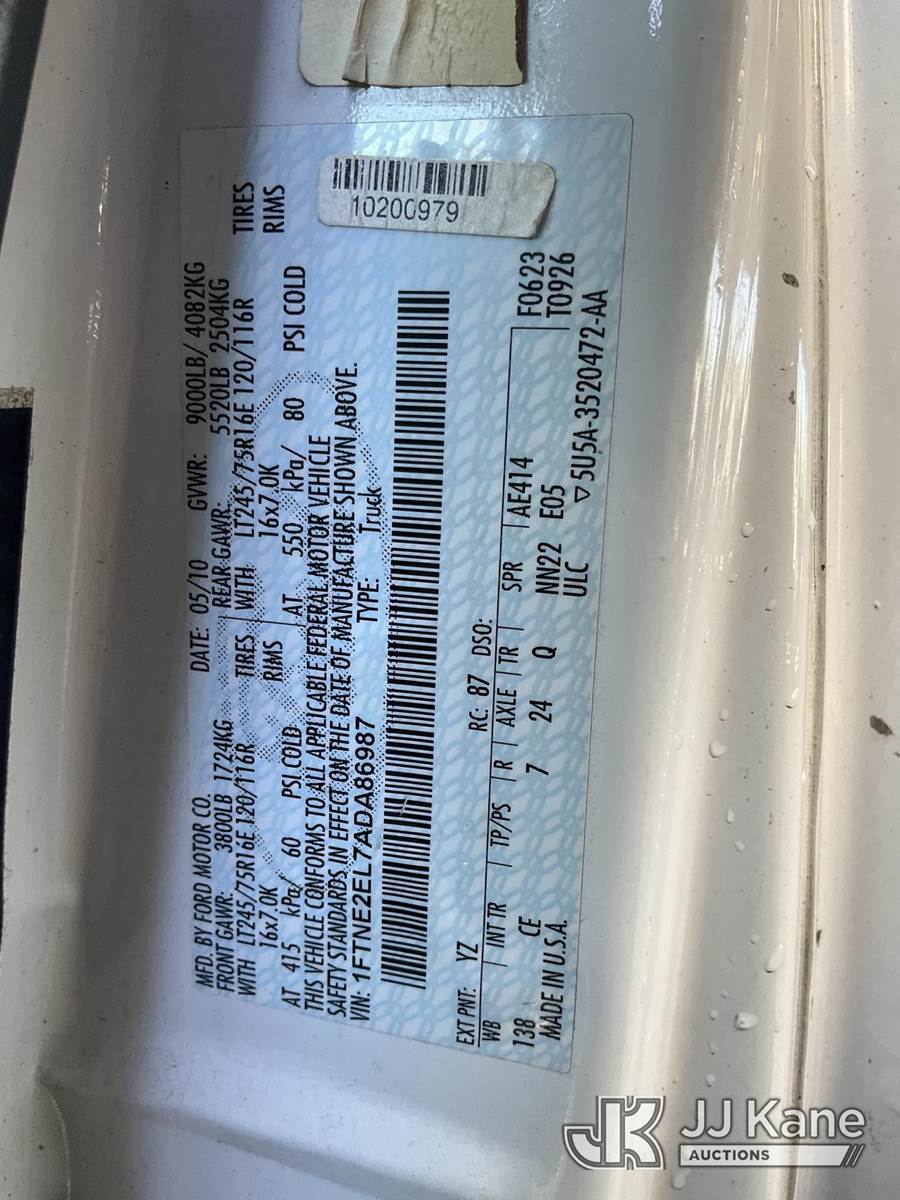 10200979
MFD. BY FORD MOTOR CO. DATE: 05/10 GVWR: 9000LB/ 4082KG
FRONT GAWR: 3800LB 1724KG REAR GAWR: 5520LB 2504KG
WITH LT245/75R16E 120/116R TIRES WITH LT245/75R16E 120/116R TIRES
16x7.0K RIMS 16x7.0K RIMS
AT 415 kPa/ 60 PSI COLD AT 550 kPa/ 80 PSI COLD
THIS VEHICLE CONFORMS TO ALL APPLICABLE FEDERAL MOTOR VEHICLE
SAFETY STANDARDS IN EFFECT ON THE DATE OF MANUFACTURE SHOWN ABOVE.
VIN: 1FTNE2EL7ADA86987 TYPE: Truck
EXT PNT: YZ RC: 87 DSO: F0623
WB INT TR TP/PS R AXLE TR SPR AE414 T0926
138 CE 7 24 Q NN22 E05
MADE IN U.S.A. ULC ▽5U5A-3520472-AA
JK JJ Kane
AUCTIONS